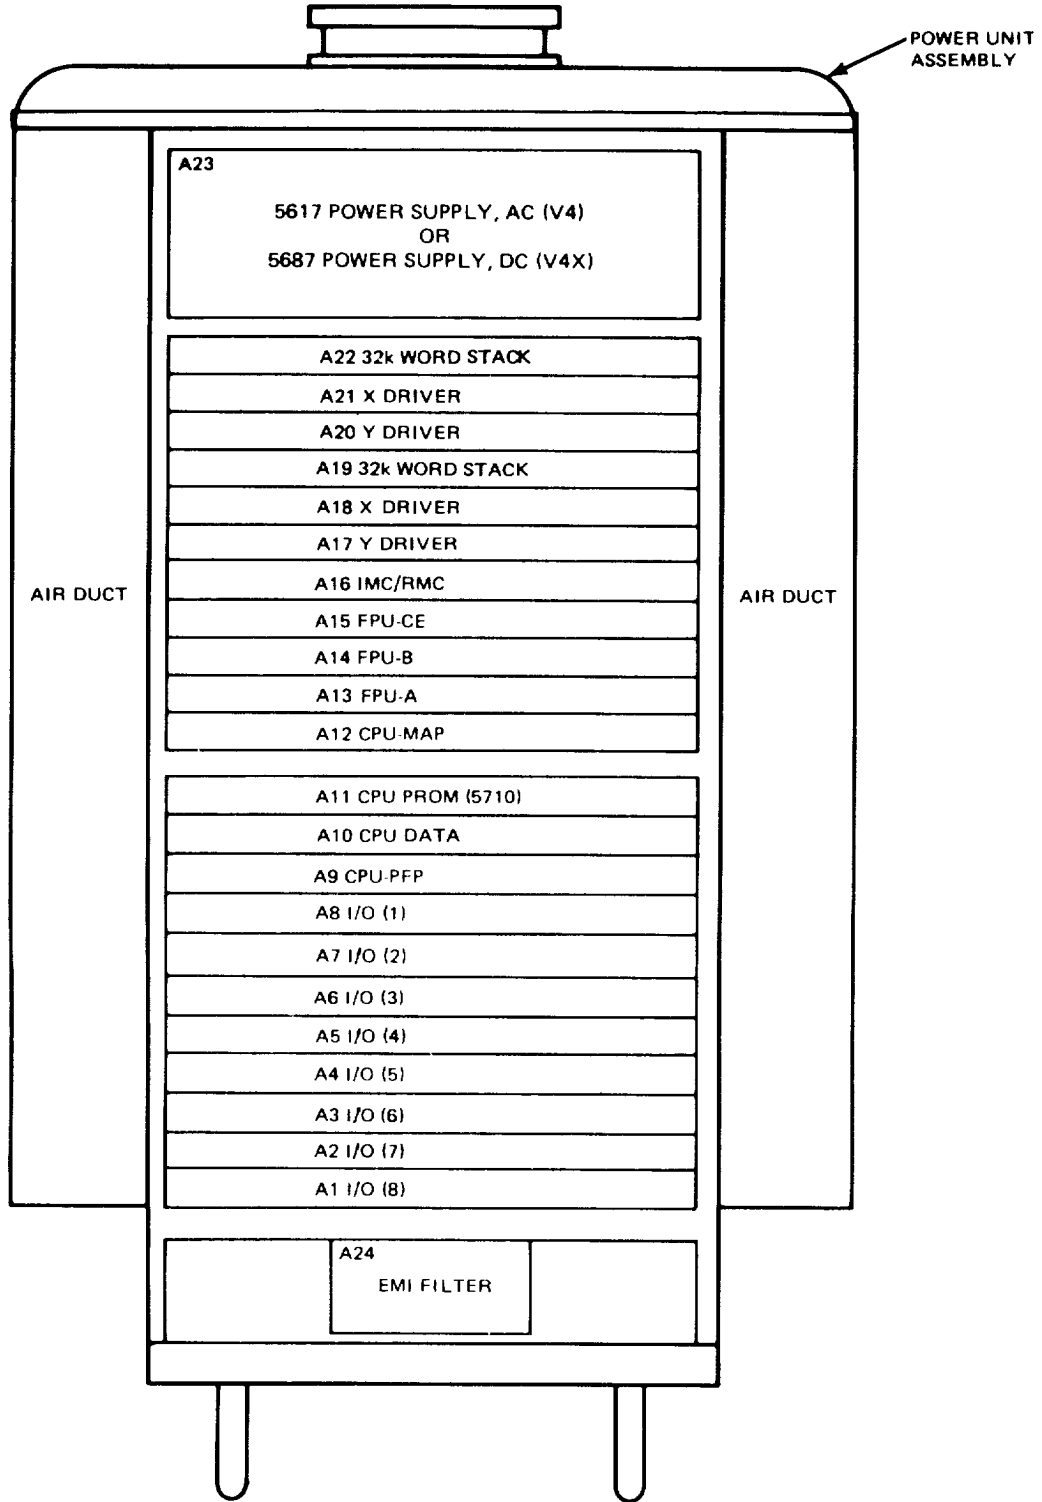 POWER UNIT
ASSEMBLY
A23
5617 POWER SUPPLY, AC (V4)
OR
5687 POWER SUPPLY, DC (V4X)
A22 32k WORD STACK
A21 X DRIVER
A20 Y DRIVER
A19 32k WORD STACK
A18 X DRIVER
A17 Y DRIVER
A16 IMC/RMC
A15 FPU-CE
A14 FPU-B
A13 FPU-A
A12 CPU-MAP
AIR DUCT
AIR DUCT
A11 CPU PROM (5710)
A10 CPU DATA
A9 CPU-PFP
A8 I/O (1)
A7 I/O (2)
A6 I/O (3)
A5 I/O (4)
A4 I/O (5)
A3 I/O (6)
A2 I/O (7)
A1 I/O (8)
A24
EMI FILTER